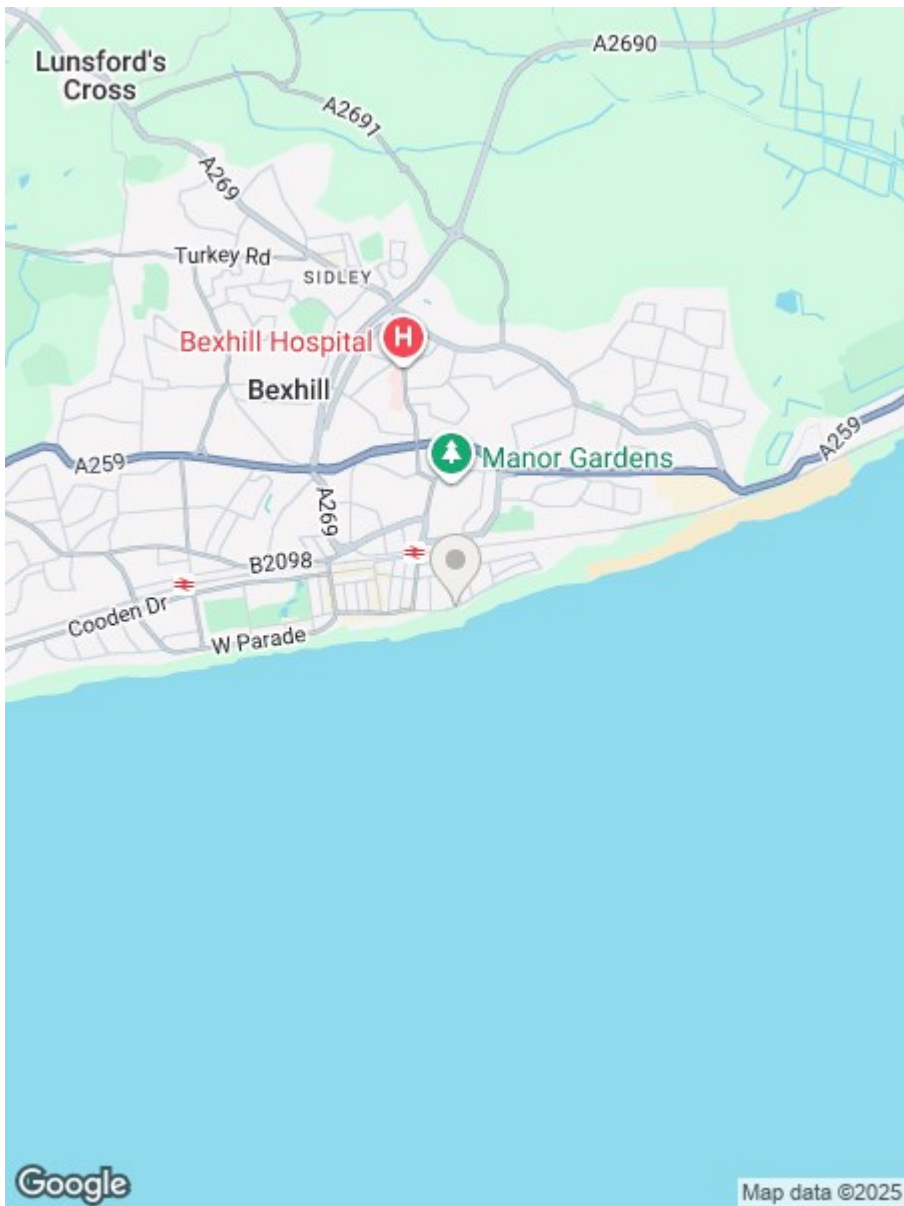 A2690
Lunsford's
Cross
A2691
A269
Turkey Rd
SIDLEY
Bexhill Hospital
H
Bexhill
A259
Manor Gardens
A259
A269
B2098
Cooden Dr
W Parade
Google
Map data ©2025